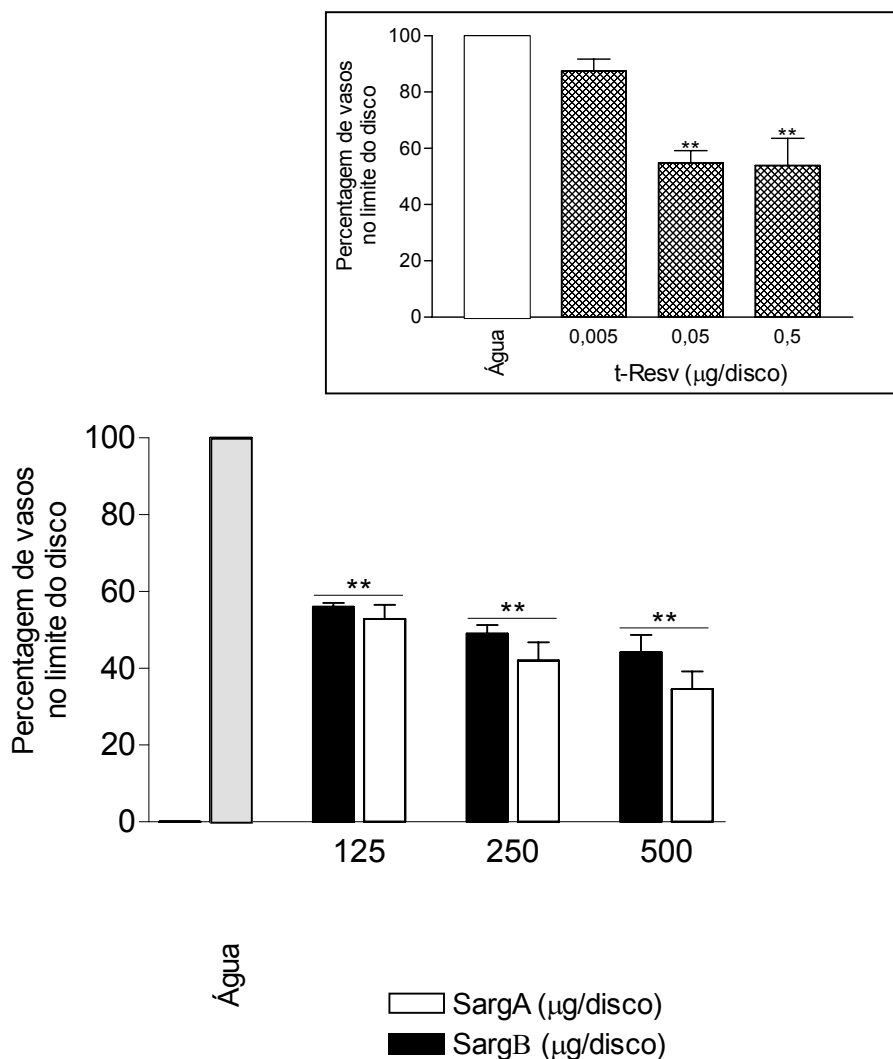 Percentagem de vasos
no limite do disco
100
80
60
40
20
0
**
**
Água
0,005
0,05
0,5
t-Resv (μg/disco)
Percentagem de vasos
no limite do disco
100
80
60
40
20
0
**
**
**
125
250
500
Água
SargA (μg/disco)
SargB (μg/disco)